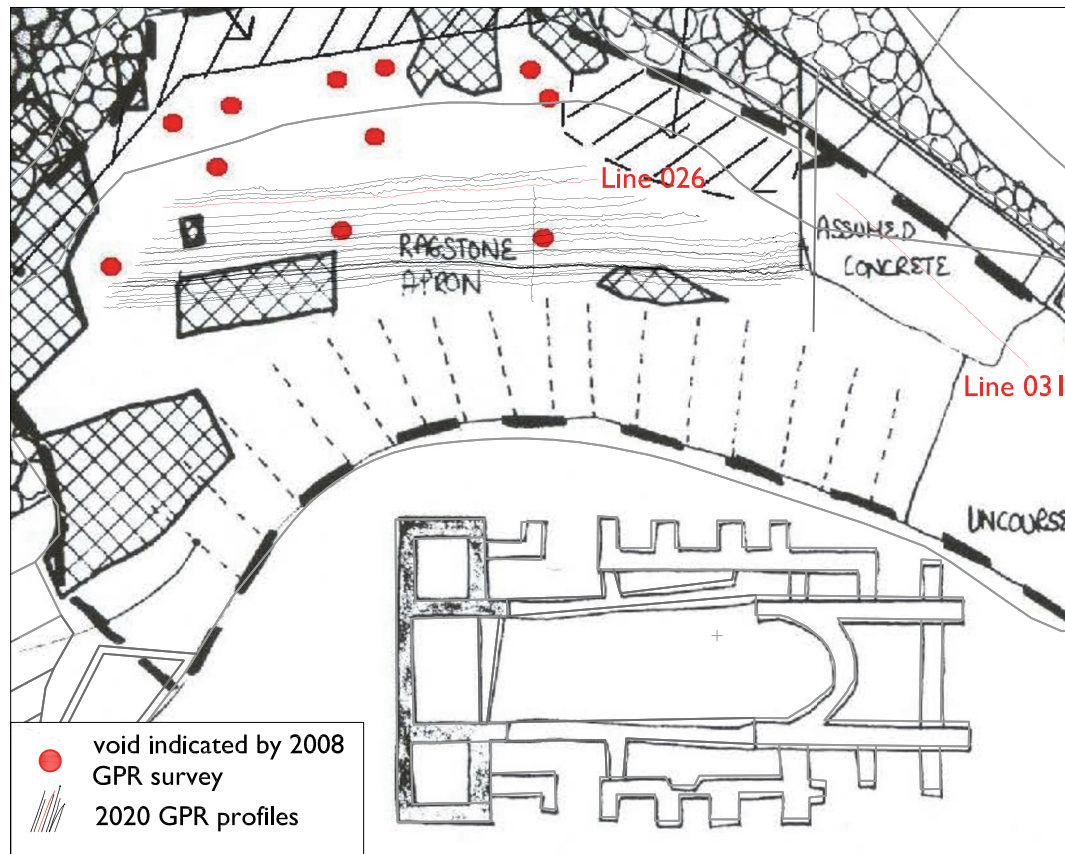 Line 026
ASSUMED
CONCRETE
RAGSTONE
APRON
Line 031
UNCOURSE
void indicated by 2008
GPR survey
2020 GPR profiles